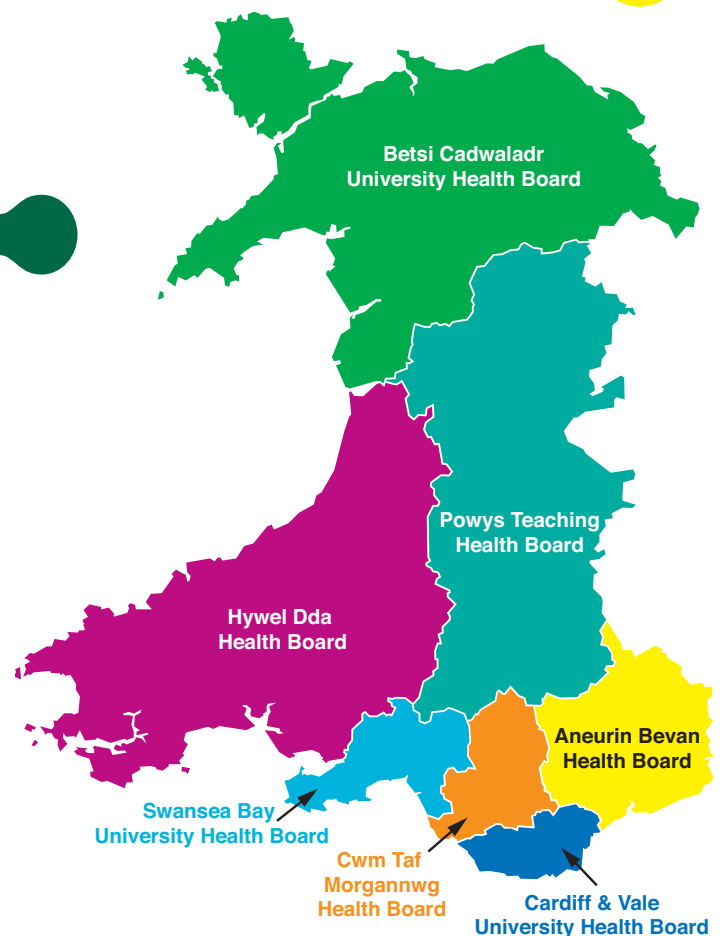 Betsi Cadwaladr
University Health Board
Powys Teaching
Health Board
Hywel Dda
Health Board
Aneurin Bevan
Health Board
Swansea Bay
University Health Board
Cwm Taf
Morgannwg
Health Board
Cardiff & Vale
University Health Board